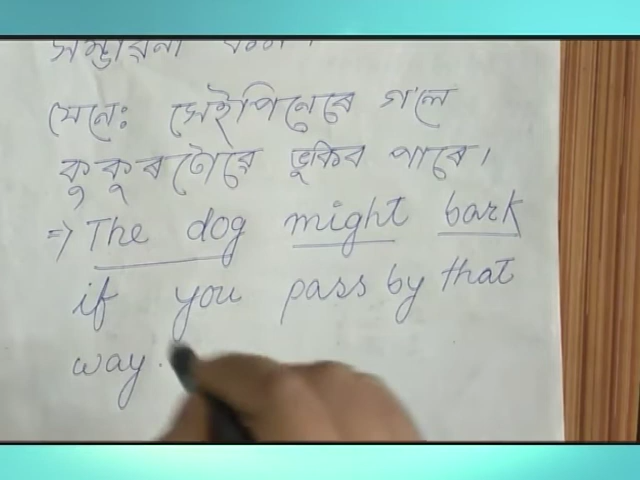 যেনে: সেইপিনেৰে গ'লে
কুকুৰটোৱে ভুকিব পাৰে।
⇒ The dog might bark
if you pass by that
way.